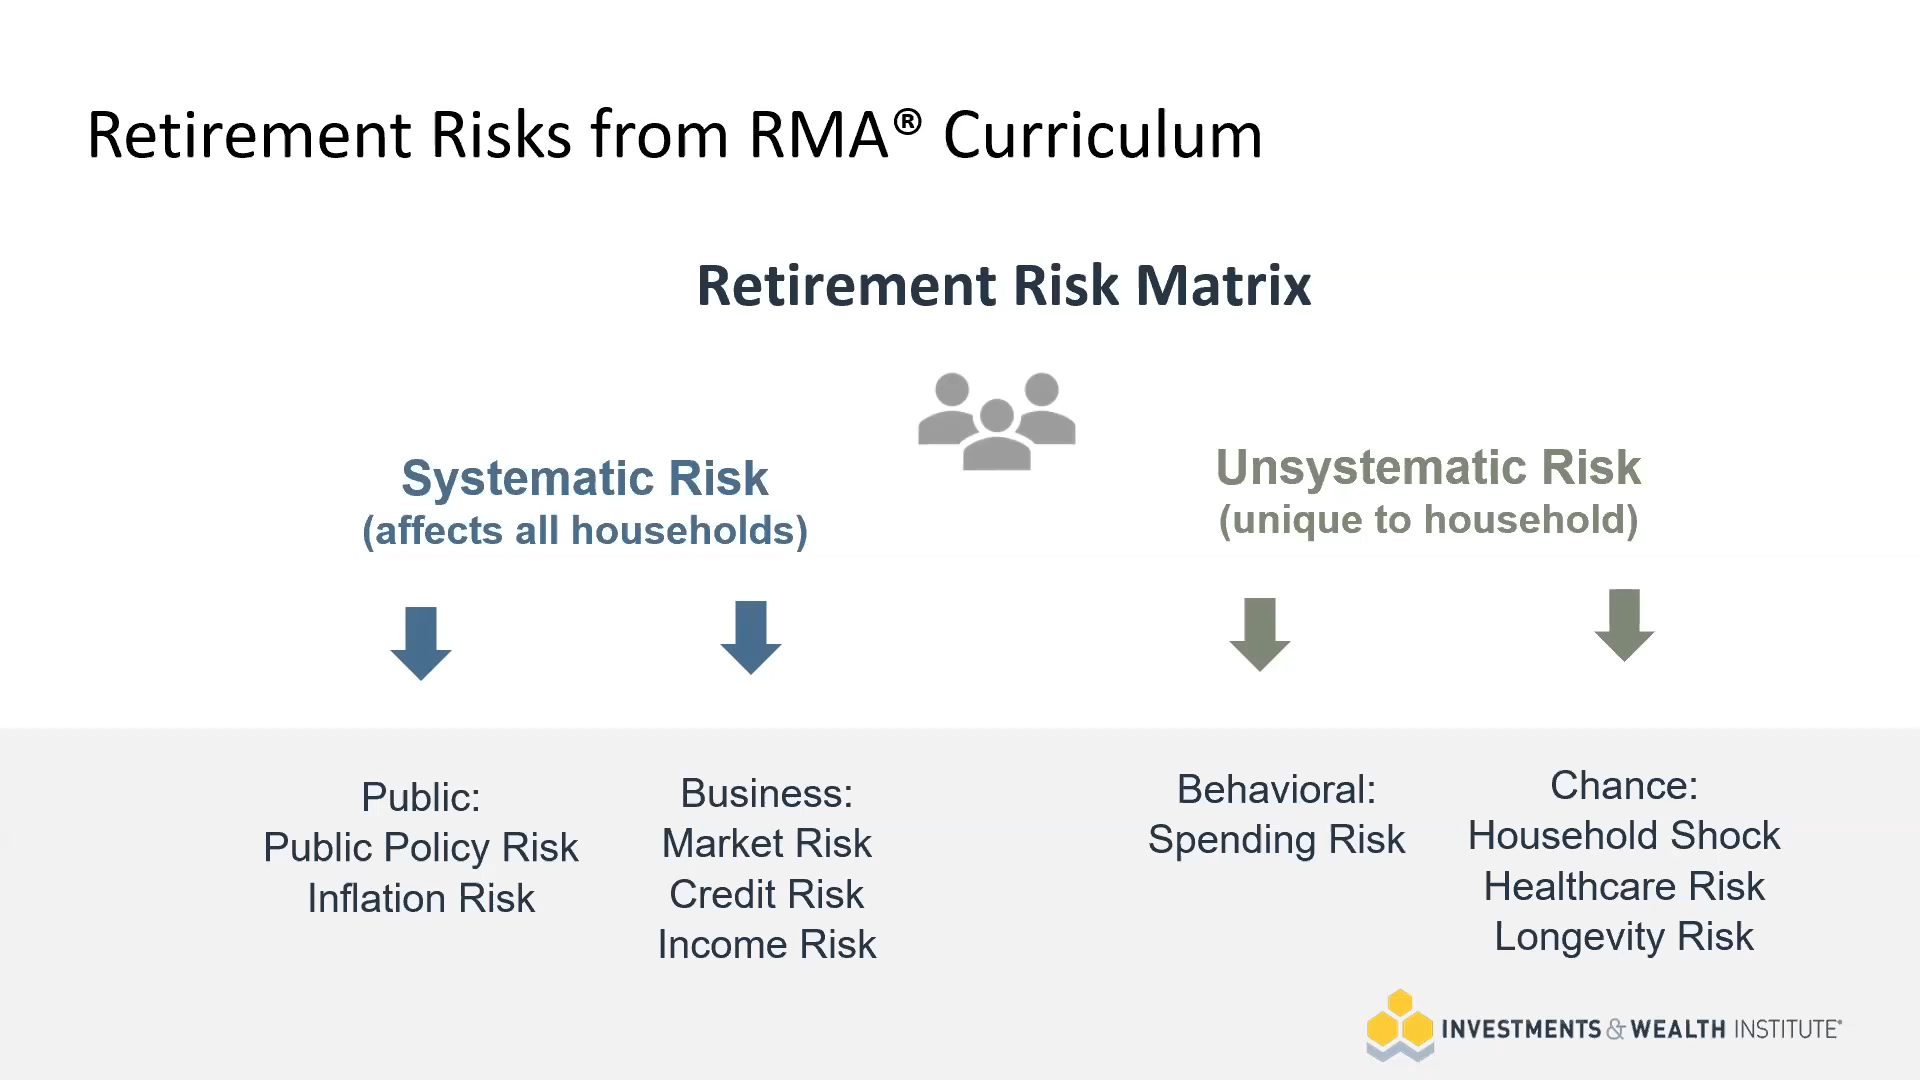 Retirement Risks from RMA® Curriculum
Retirement Risk Matrix
Systematic Risk
(affects all households)
Unsystematic Risk
(unique to household)
Public:
Public Policy Risk
Inflation Risk
Business:
Market Risk
Credit Risk
Income Risk
Behavioral:
Spending Risk
Chance:
Household Shock
Healthcare Risk
Longevity Risk
INVESTMENTS & WEALTH INSTITUTE®